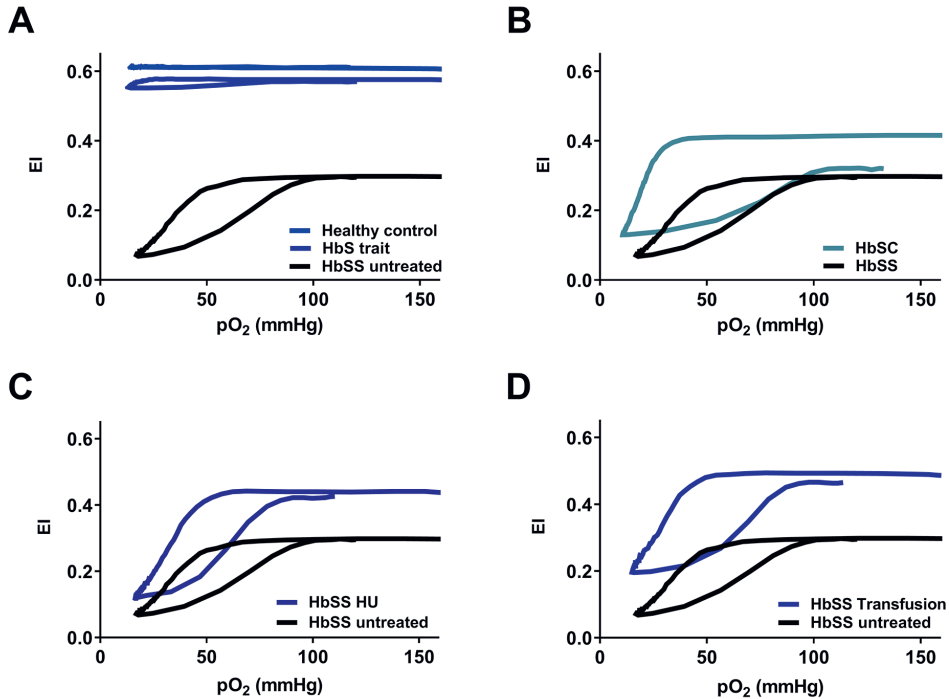 A
0.6
0.4
0.2
0.0
EI
0 50 100 150
pO2 (mmHg)
Healthy control
HbS trait
HbSS untreated
B
0.6
0.4
0.2
0.0
EI
0 50 100 150
pO2 (mmHg)
HbSC
HbSS
C
0.6
0.4
0.2
0.0
EI
0 50 100 150
pO2 (mmHg)
HbSS HU
HbSS untreated
D
0.6
0.4
0.2
0.0
EI
0 50 100 150
pO2 (mmHg)
HbSS Transfusion
HbSS untreated